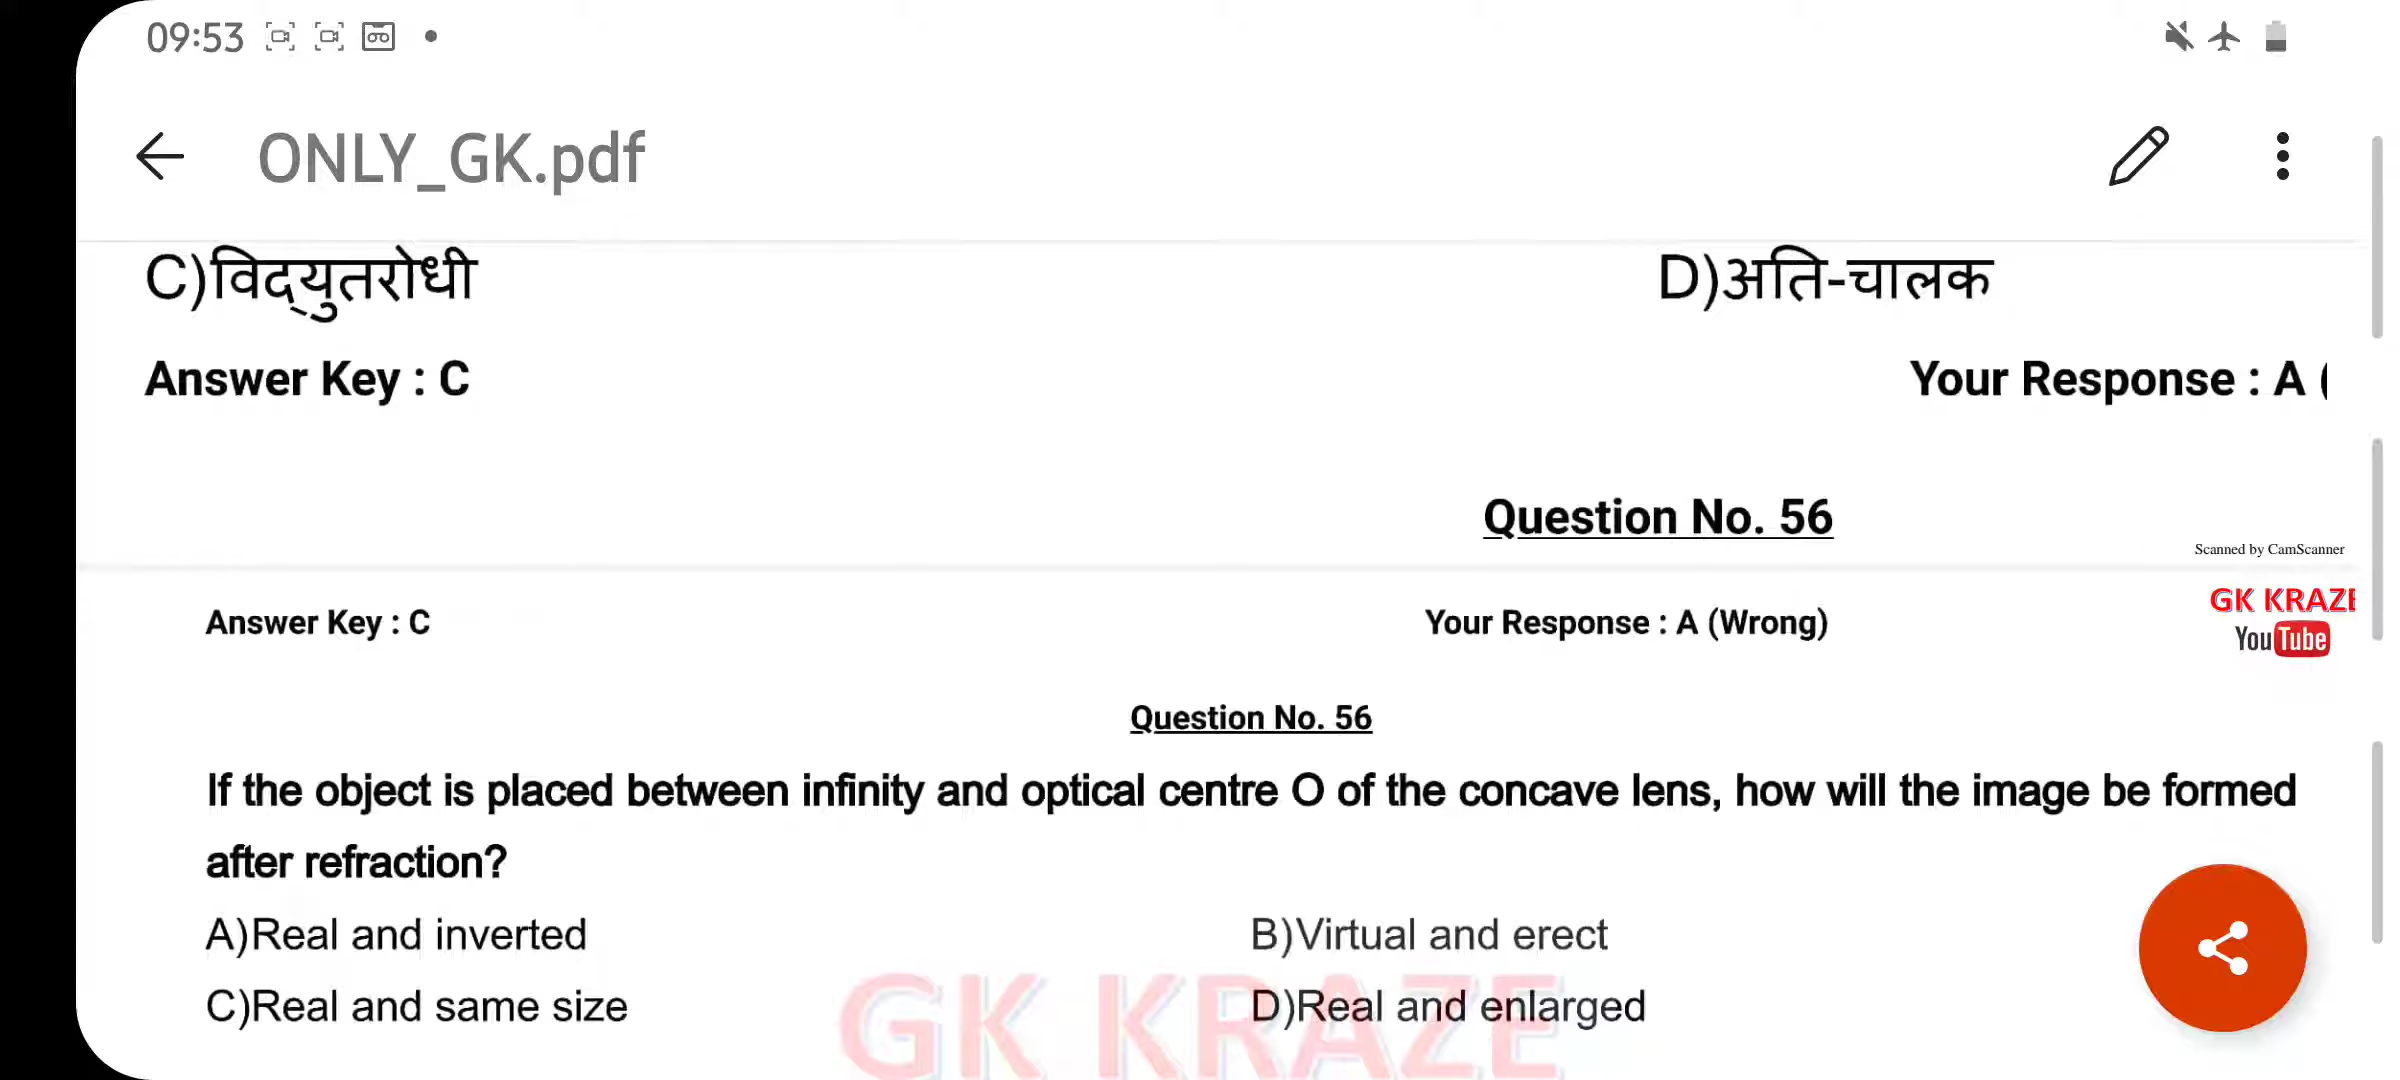 09:53
ONLY_GK.pdf
C)विद्युतरोधी D)अति-चालक
Answer Key : C Your Response : A (
Question No. 56
Scanned by CamScanner
GK KRAZE
YouTube
Answer Key : C Your Response : A (Wrong)
Question No. 56
If the object is placed between infinity and optical centre O of the concave lens, how will the image be formed
after refraction?
A)Real and inverted B)Virtual and erect
C)Real and same size D)Real and enlarged
GK KRAZE